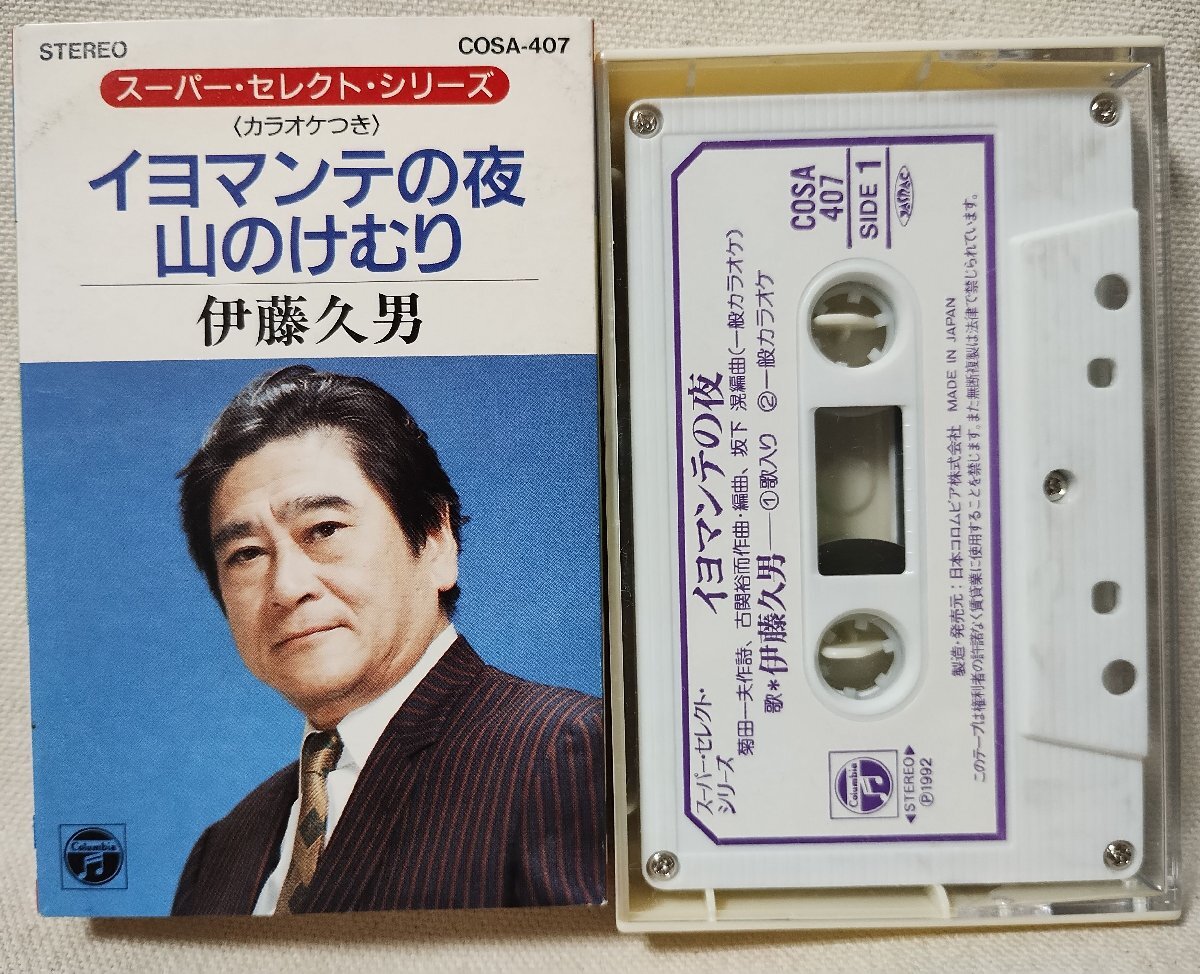 STEREO
COSA-407
スーパー・セレクト・シリーズ
〈カラオケつき〉
イヨマンテの夜
山のけむり
伊藤久男
Columbia
スーパー・セレクト・
シリーズ
イヨマンテの夜
菊田一夫作詩、古関裕而作曲・編曲、坂下 滉編曲(一般カラオケ)
歌*伊藤久男──①歌入り ②一般カラオケ
COSA
407
SIDE 1
JASRAC
Columbia
◀STEREO▶
Ⓟ1992
製造・発売元:日本コロムビア株式会社 MADE IN JAPAN
このテープは権利者の許諾なく賃貸業に使用することを禁じます。また無断複製は法律で禁じられています。